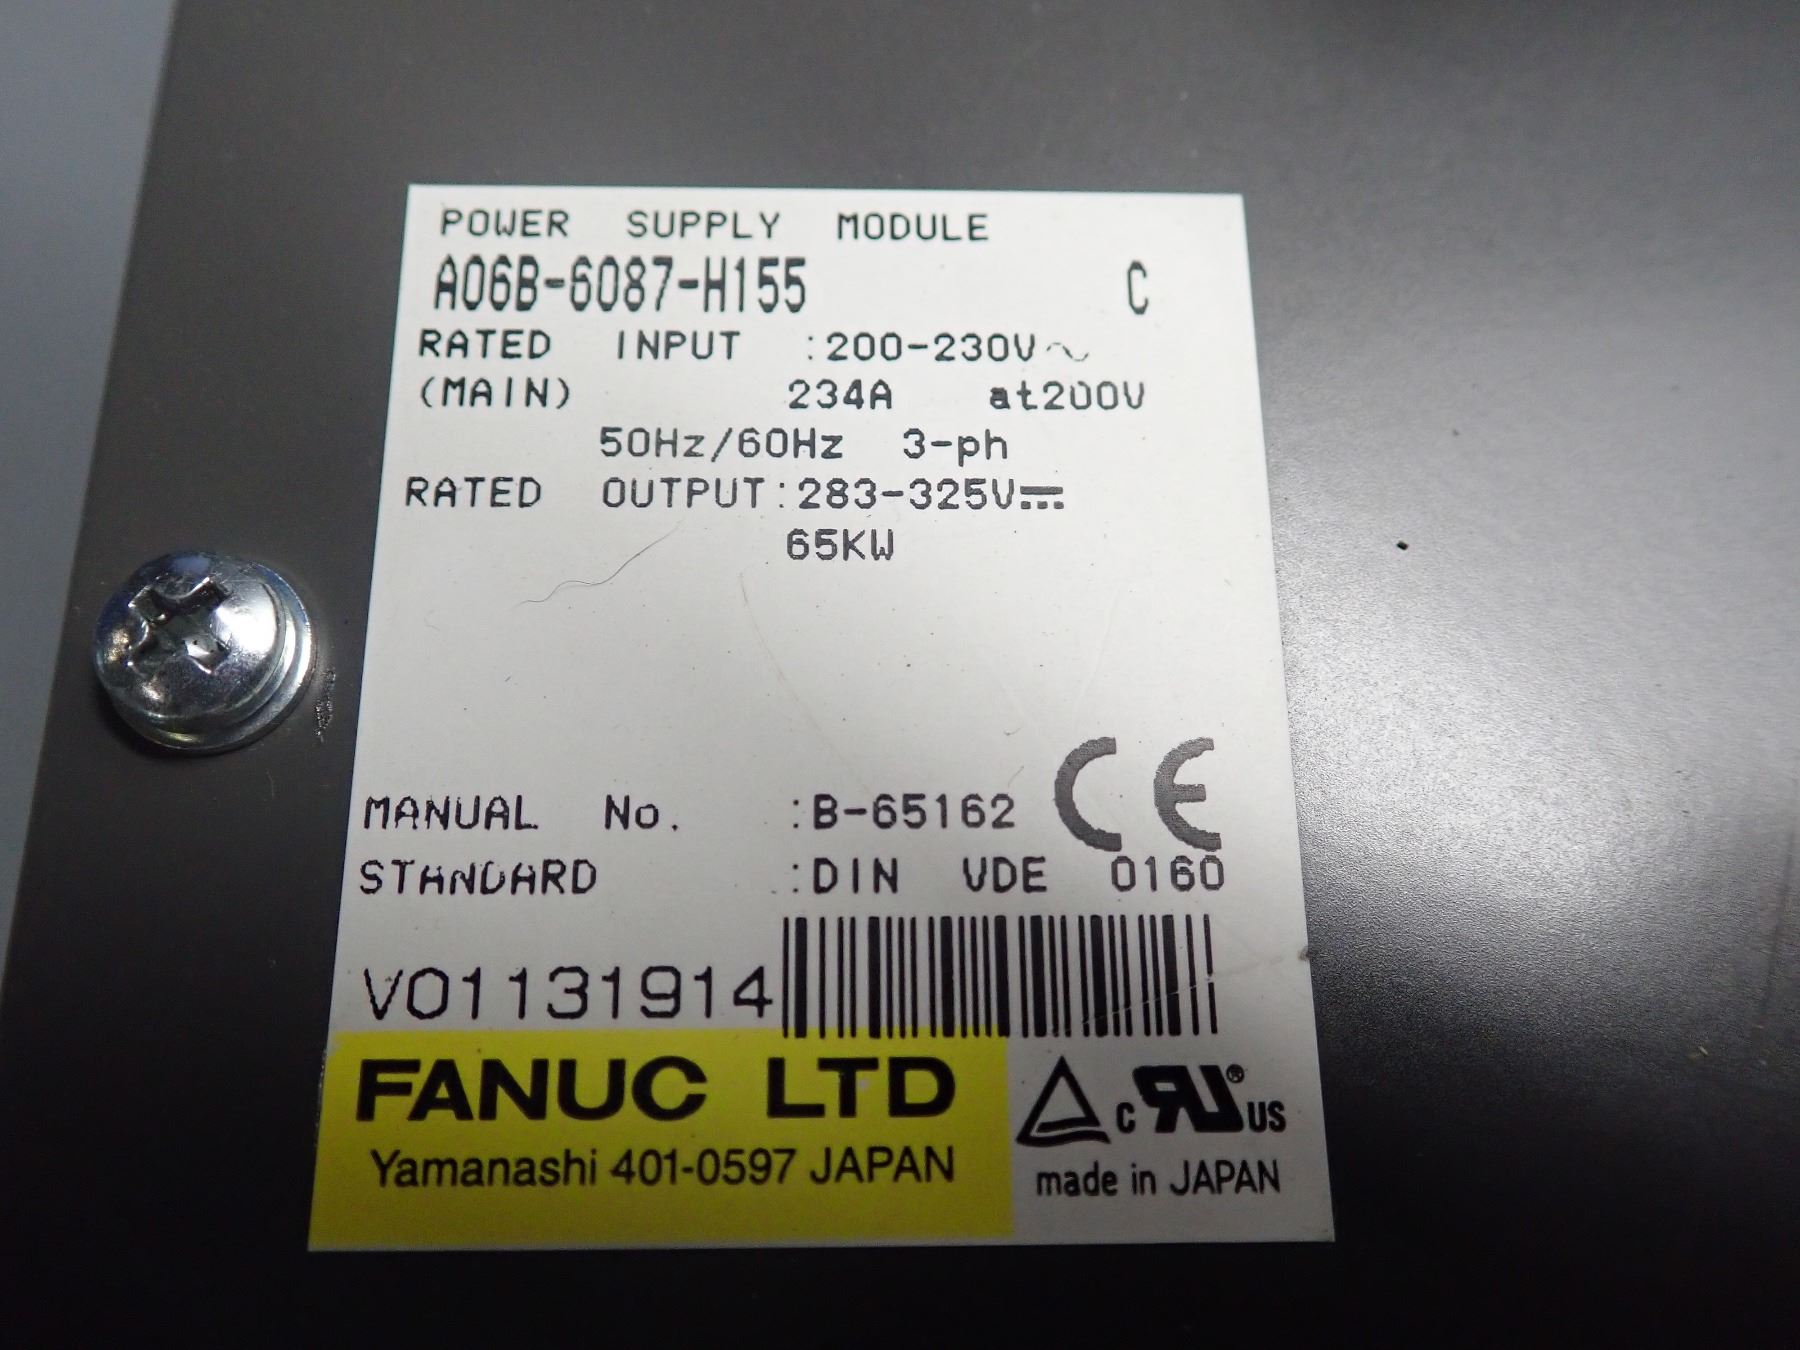 POWER SUPPLY MODULE
A06B-6087-H155 C
RATED INPUT :200-230V~
(MAIN) 234A at200V
50Hz/60Hz 3-ph
RATED OUTPUT:283-325V⎓
65KW
MANUAL No. :B-65162 CE
STANDARD :DIN VDE 0160
V01131914
FANUC LTD
Yamanashi 401-0597 JAPAN
c RU® US
made in JAPAN